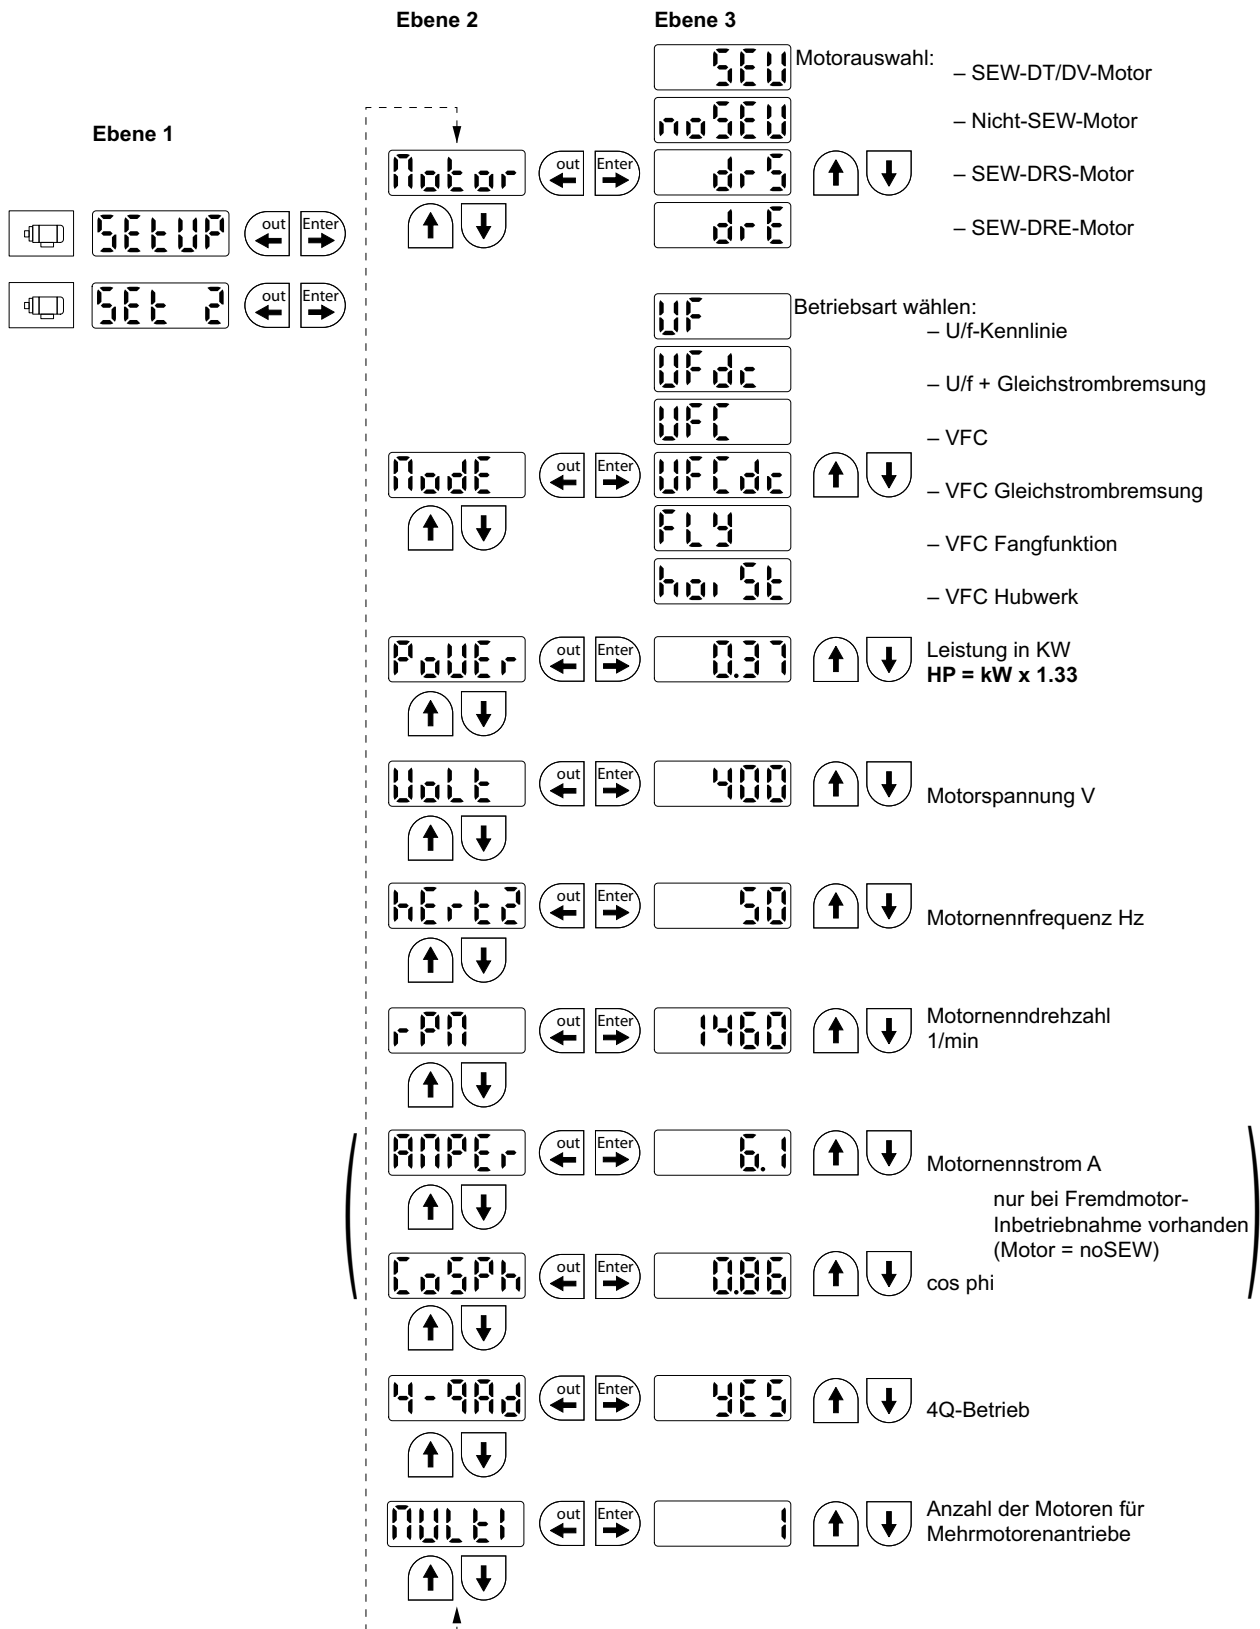 Ebene 2 Ebene 3
Ebene 1
SEU Motorauswahl:
– SEW-DT/DV-Motor
noSEU – Nicht-SEW-Motor
Motor out Enter drS – SEW-DRS-Motor
drE – SEW-DRE-Motor
SEtUP out Enter
SEt 2 out Enter
UF Betriebsart wählen:
– U/f-Kennlinie
UFdc – U/f + Gleichstrombremsung
UFC – VFC
ModE out Enter UFCdc – VFC Gleichstrombremsung
FLY – VFC Fangfunktion
hoiSt – VFC Hubwerk
PoUEr out Enter 0.37 Leistung in KW
HP = kW x 1.33
UoLt out Enter 400 Motorspannung V
hErt2 out Enter 50 Motornennfrequenz Hz
rPM out Enter 1460 Motornenndrehzahl
1/min
AMPEr out Enter 6.1 Motornennstrom A
nur bei Fremdmotor-
Inbetriebnahme vorhanden
(Motor = noSEW)
CoSPh out Enter 0.86 cos phi
4-qAd out Enter YES 4Q-Betrieb
MULtI out Enter 1 Anzahl der Motoren für
Mehrmotorenantriebe